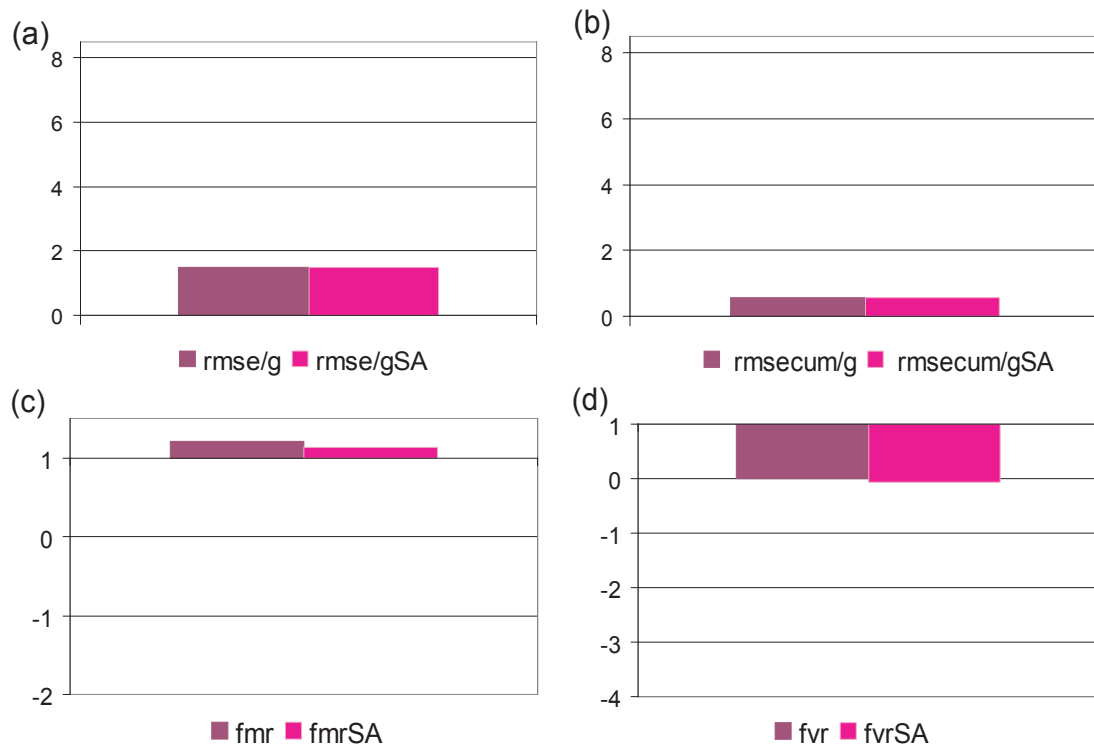 (a)
8
6
4
2
0
rmse/g rmse/gSA
(b)
8
6
4
2
0
rmsecum/g rmsecum/gSA
(c)
1
0
-1
-2
fmr fmrSA
(d)
1
0
-1
-2
-3
-4
fvr fvrSA